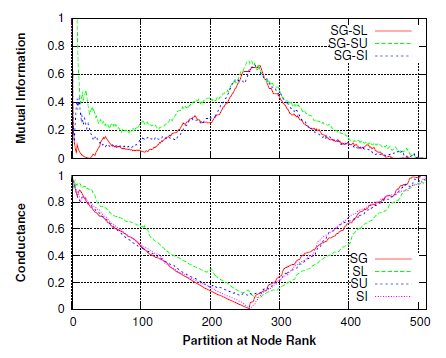 1
0.8
0.6
0.4
0.2
0
Mutual Information
SG-SL
SG-SU
SG-SI
1
0.8
0.6
0.4
0.2
0
Conductance
SG
SL
SU
SI
0 100 200 300 400 500
Partition at Node Rank